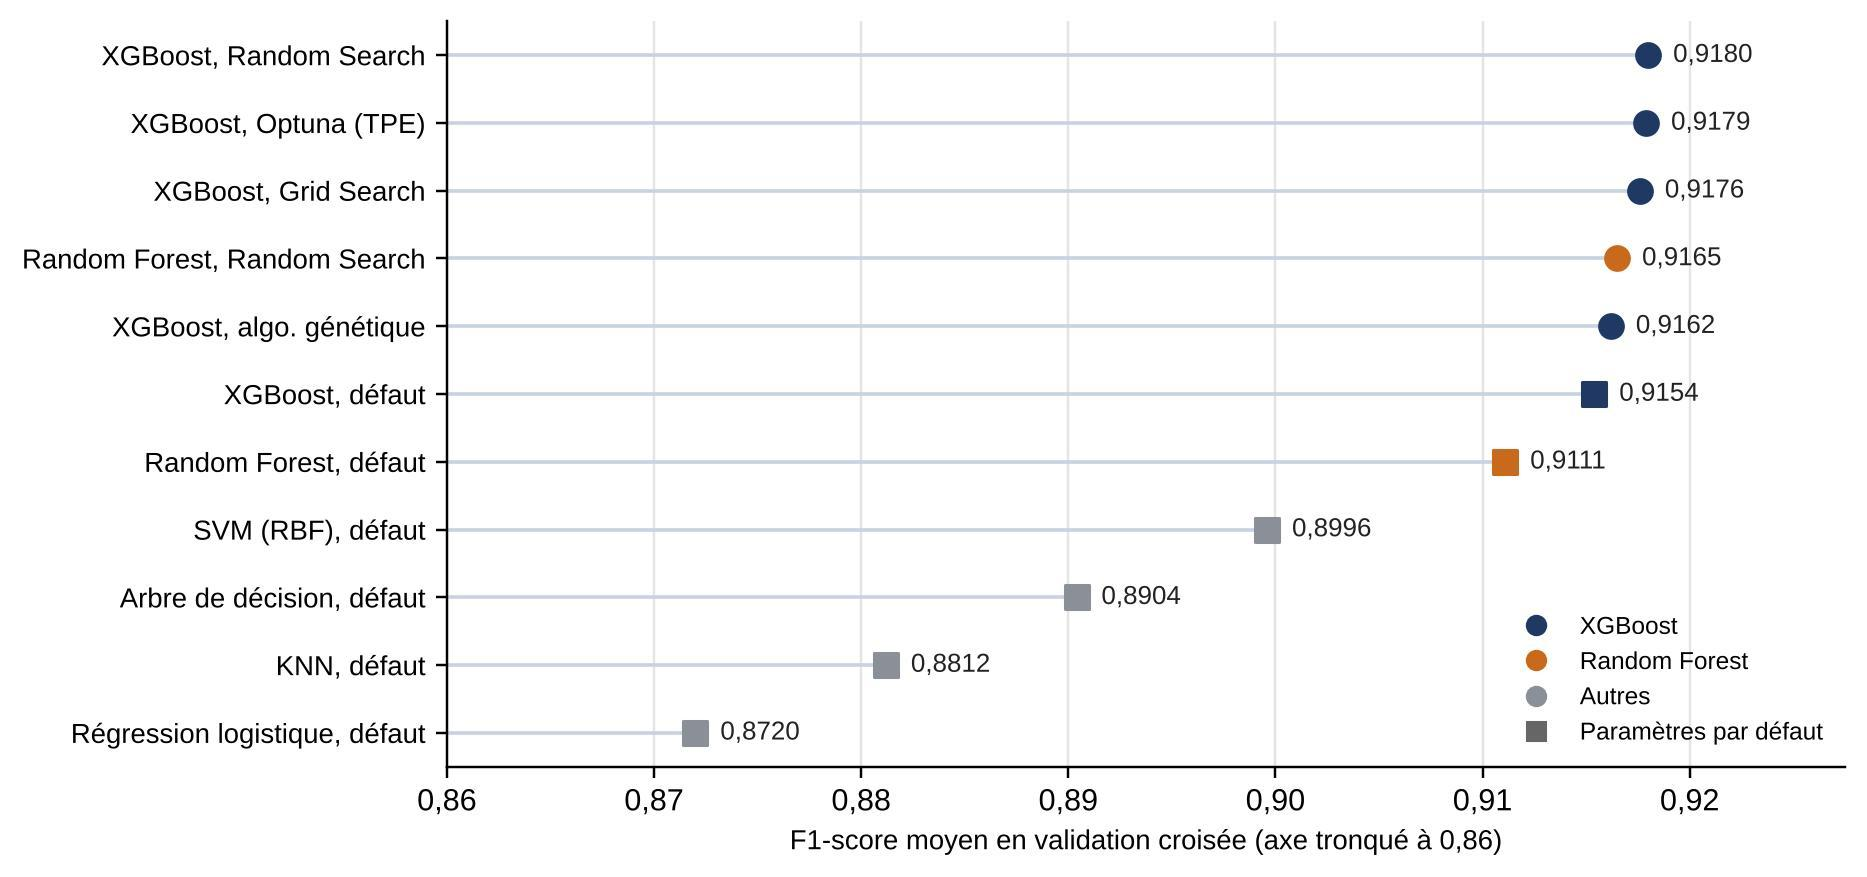 XGBoost, Random Search 0,9180
XGBoost, Optuna (TPE) 0,9179
XGBoost, Grid Search 0,9176
Random Forest, Random Search 0,9165
XGBoost, algo. génétique 0,9162
XGBoost, défaut 0,9154
Random Forest, défaut 0,9111
SVM (RBF), défaut 0,8996
Arbre de décision, défaut 0,8904
KNN, défaut 0,8812
Régression logistique, défaut 0,8720
XGBoost
Random Forest
Autres
Paramètres par défaut
0,86 0,87 0,88 0,89 0,90 0,91 0,92
F1-score moyen en validation croisée (axe tronqué à 0,86)